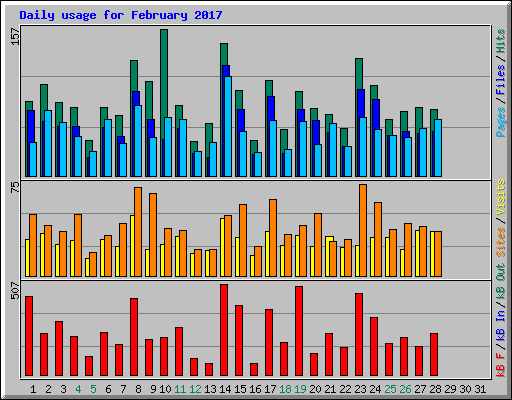 Daily usage for February 2017
157
Pages / Files / Hits
75
Sites / Visits
507
kB F / kB In / kB Out
1 2 3 4 5 6 7 8 9 10 11 12 13 14 15 16 17 18 19 20 21 22 23 24 25 26 27 28 29 30 31